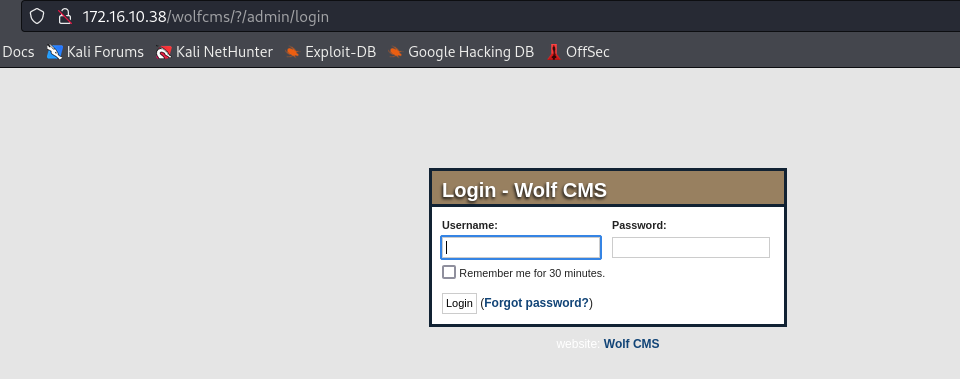 172.16.10.38/wolfcms/?/admin/login
Docs Kali Forums Kali NetHunter Exploit-DB Google Hacking DB OffSec
Login - Wolf CMS
Username: Password:
Remember me for 30 minutes.
Login (Forgot password?)
website: Wolf CMS